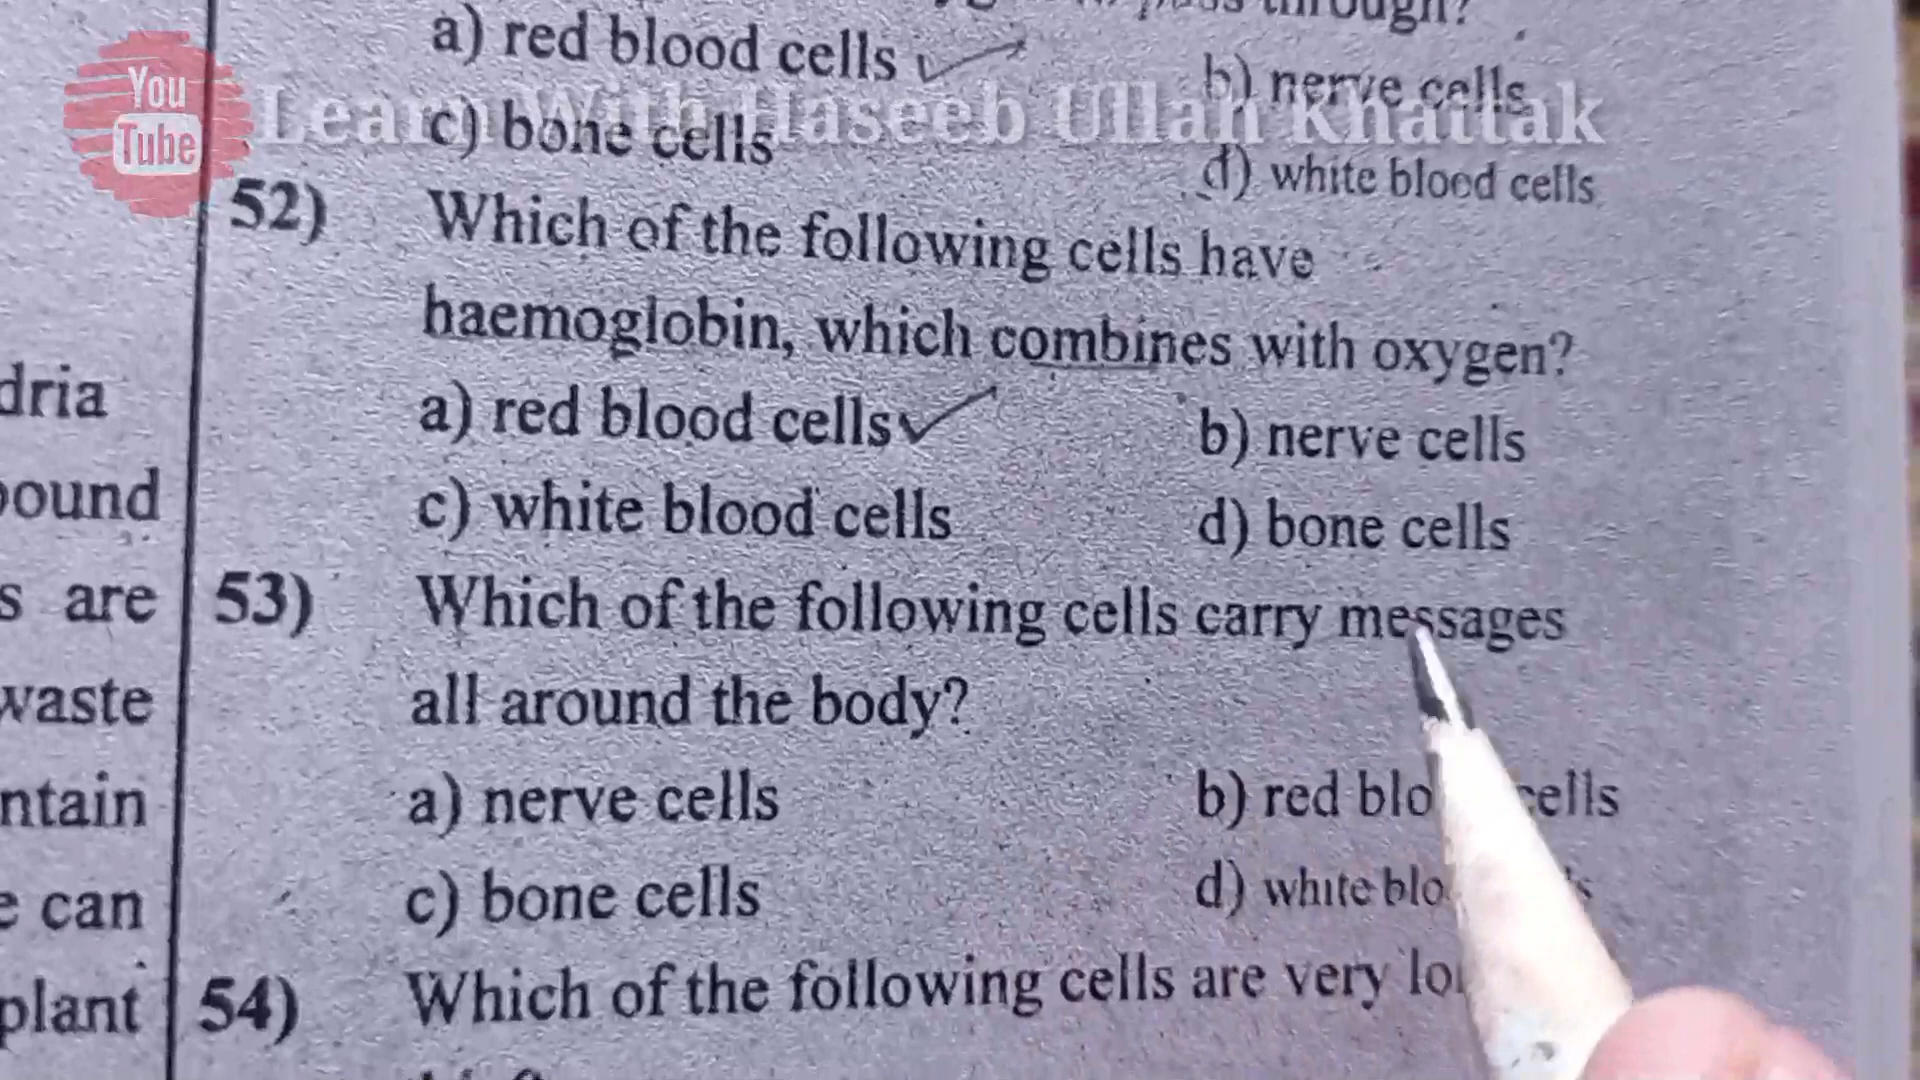 through?
a) red blood cells
b) nerve cells
You
Tube
Learn With Haseeb Ullah Khattak
c) bone cells
d) white blood cells
52)
Which of the following cells have
haemoglobin, which combines with oxygen?
a) red blood cells
b) nerve cells
c) white blood cells
d) bone cells
53)
Which of the following cells carry messages
all around the body?
a) nerve cells
b) red cells
c) bone cells
d) white
54)
Which of the following cells are very
dria
ound
s are
waste
ntain
e can
plant